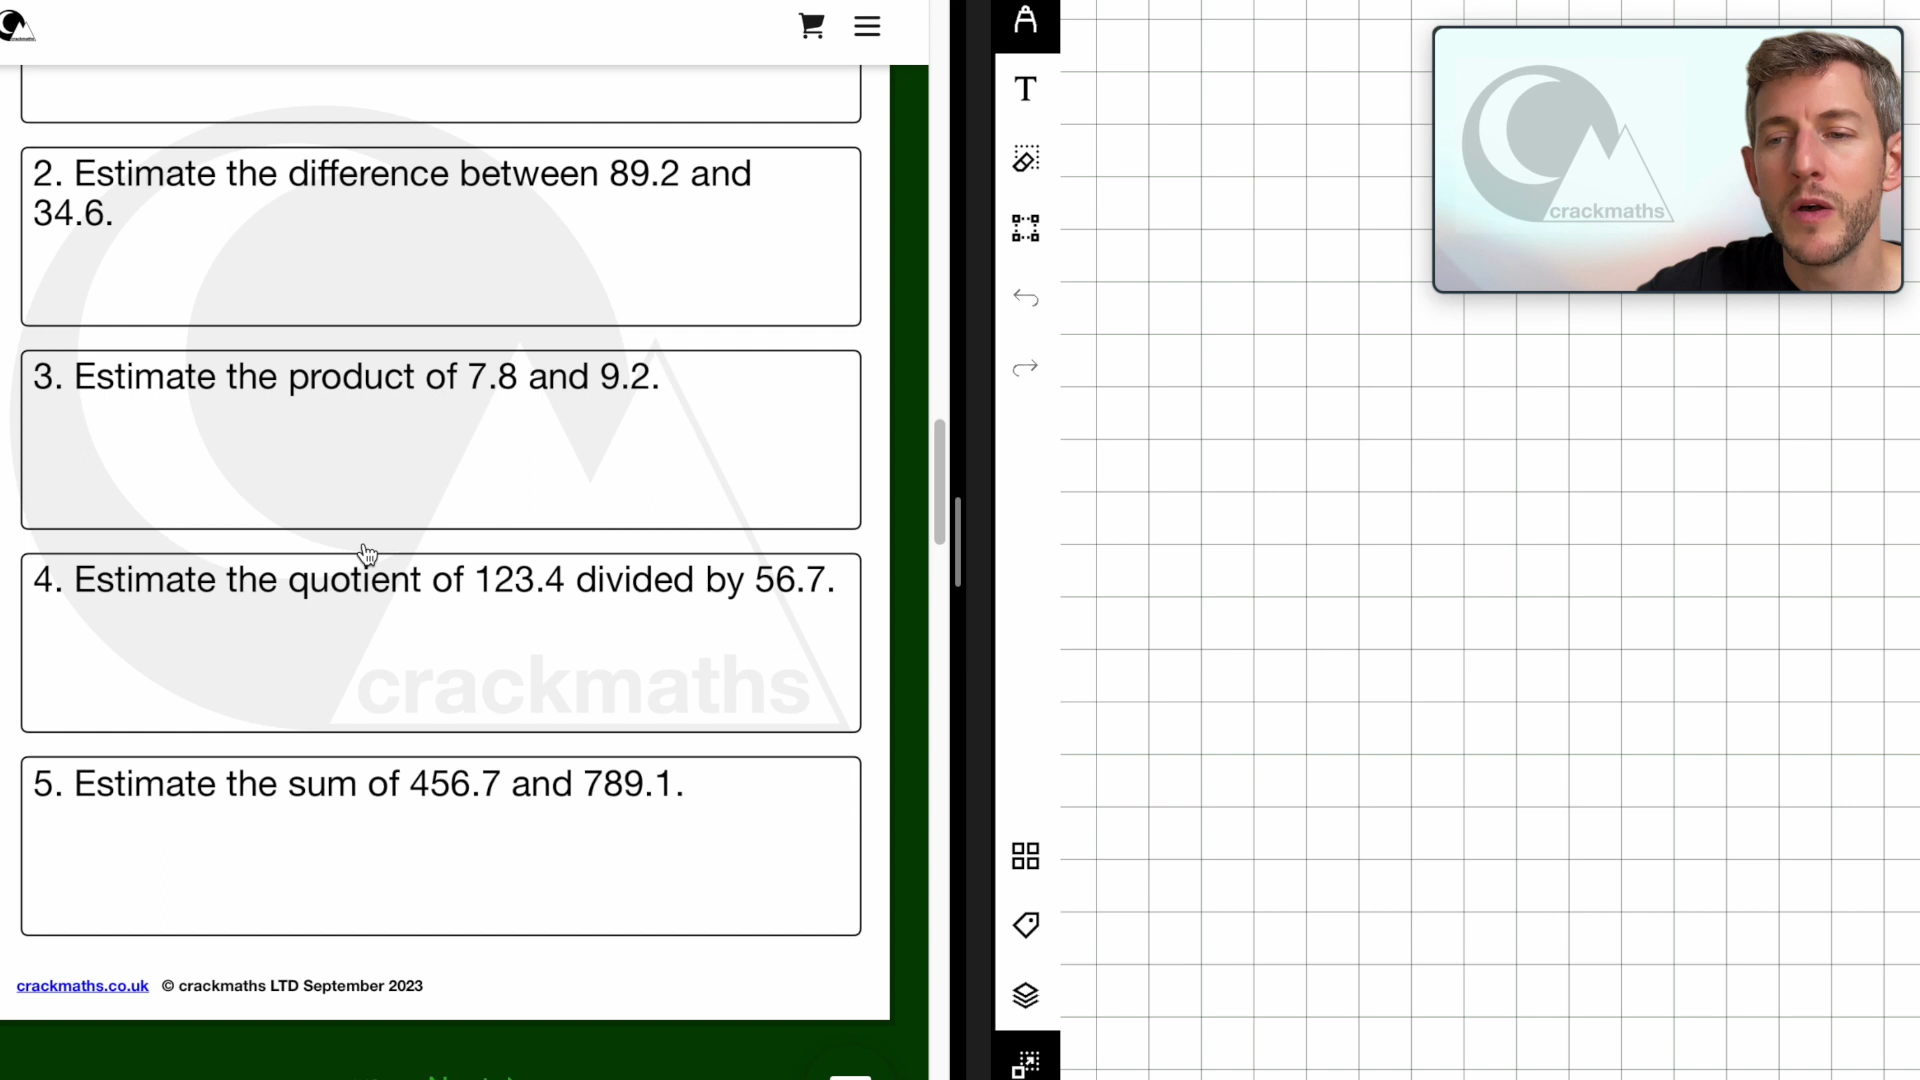 crackmaths
2. Estimate the difference between 89.2 and
34.6.
3. Estimate the product of 7.8 and 9.2.
4. Estimate the quotient of 123.4 divided by 56.7.
crackmaths
5. Estimate the sum of 456.7 and 789.1.
crackmaths.co.uk © crackmaths LTD September 2023
T
crackmaths